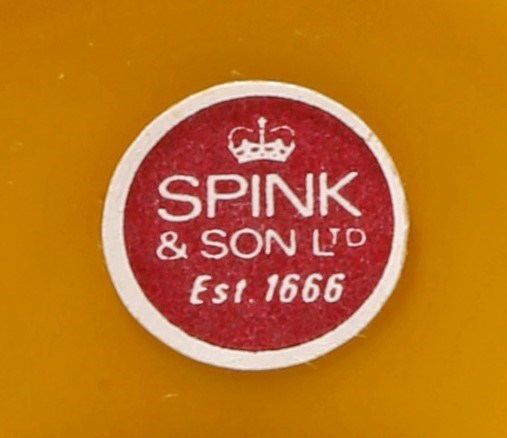 SPINK
& SON LTD
Est. 1666